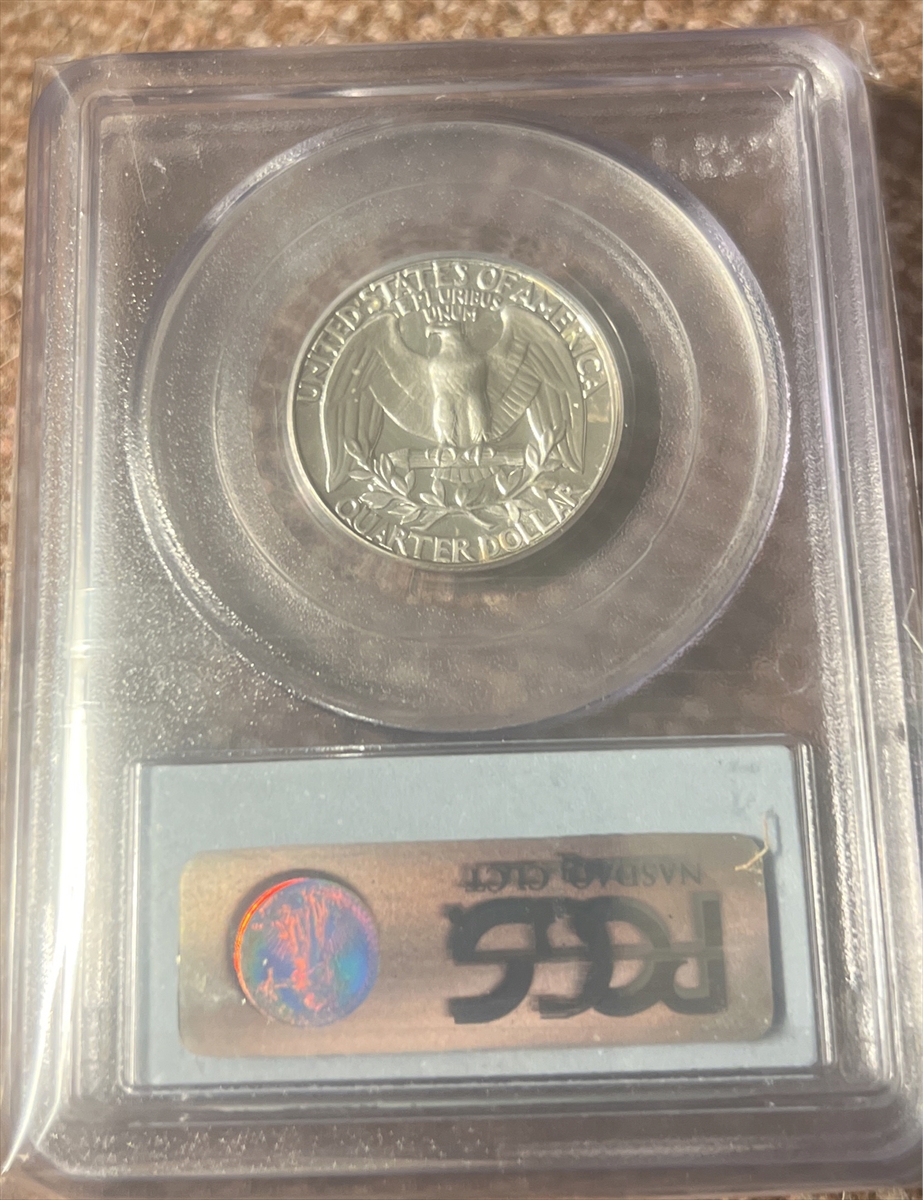 UNITED STATES OF AMERICA
E PLURIBUS
UNUM
QUARTER DOLLAR
PCGS
NASDAQ: CLCT